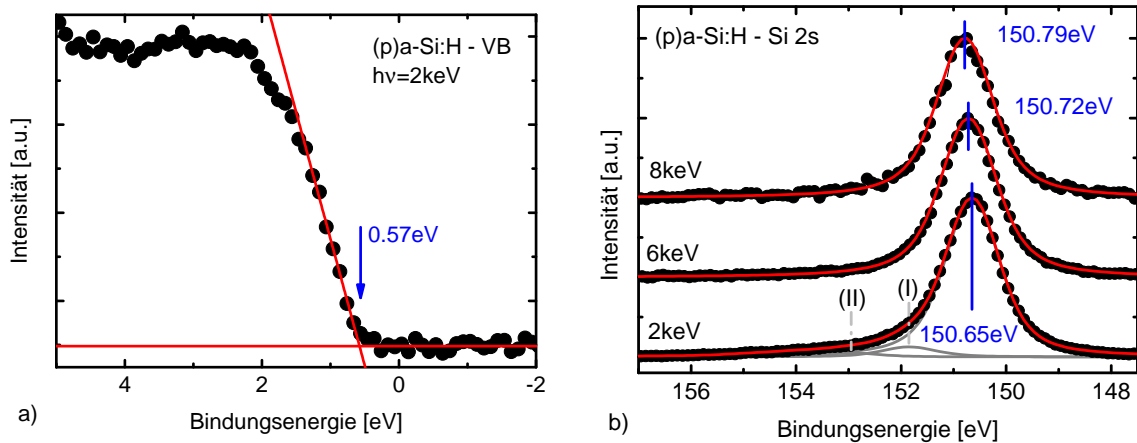 (p)a-Si:H - VB
hν=2keV
0.57eV
Intensität [a.u.]
4
2
0
-2
Bindungsenergie [eV]
a)
(p)a-Si:H - Si 2s
150.79eV
150.72eV
8keV
6keV
(II)
(I)
2keV
150.65eV
Intensität [a.u.]
156
154
152
150
148
Bindungsenergie [eV]
b)